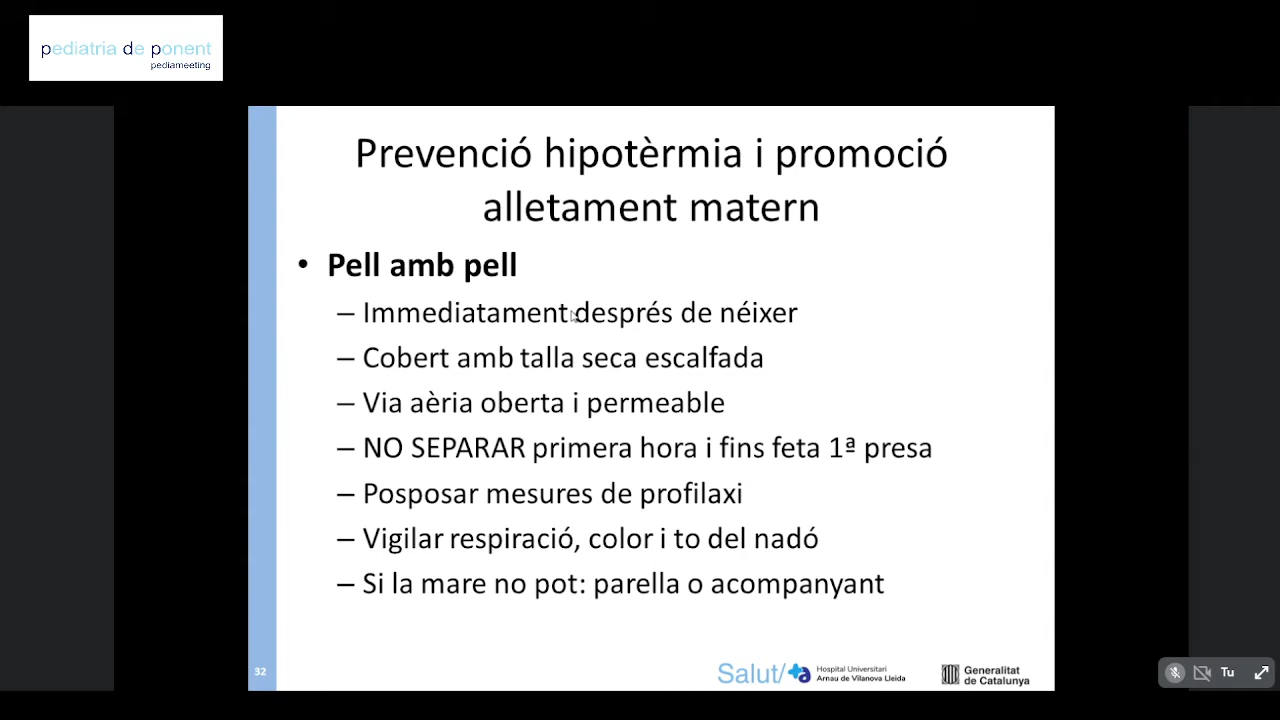 pediatria de ponent
pediameeting
Prevenció hipotèrmia i promoció
alletament matern
• Pell amb pell
– Immediatament després de néixer
– Cobert amb talla seca escalfada
– Via aèria oberta i permeable
– NO SEPARAR primera hora i fins feta 1ª presa
– Posposar mesures de profilaxi
– Vigilar respiració, color i to del nadó
– Si la mare no pot: parella o acompanyant
32
Salut/
Hospital Universitari
Arnau de Vilanova Lleida
Generalitat
de Catalunya
Tu